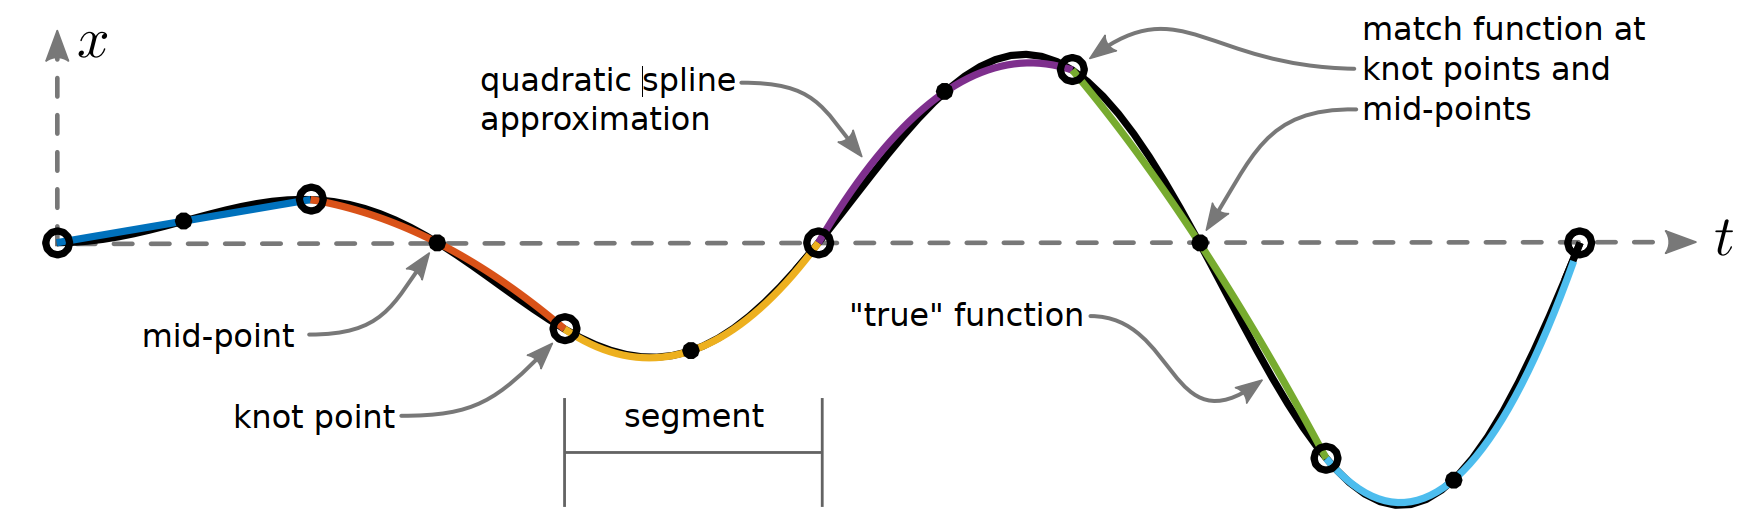 x
quadratic spline
approximation
match function at
knot points and
mid-points
t
mid-point
"true" function
knot point
segment